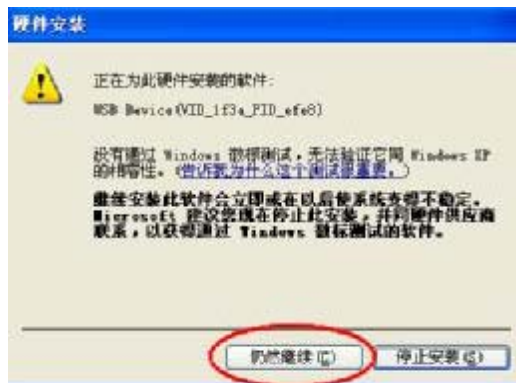 硬件安装
正在为此硬件安装的软件:
USB Device(VID_1f3a_PID_efe8)
没有通过 Windows 徽标测试，无法验证它同 Windows XP
的相容性。(告诉我为什么这个测试很重要。)
继续安装此软件会立即或在以后使系统变得不稳定。
Microsoft 建议您现在停止此安装，并同硬件供应商
联系，以获得通过 Windows 徽标测试的软件。
仍然继续(C)
停止安装(S)